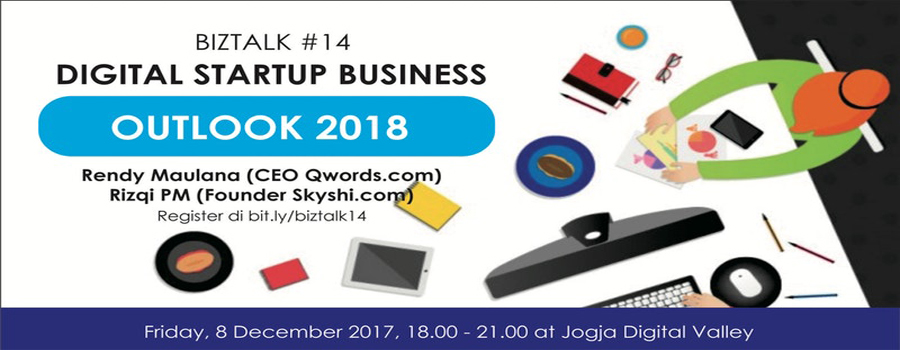 BIZTALK #14
DIGITAL STARTUP BUSINESS
OUTLOOK 2018
Rendy Maulana (CEO Qwords.com)
Rizqi PM (Founder Skyshi.com)
Register di bit.ly/biztalk14
Friday, 8 December 2017, 18.00 - 21.00 at Jogja Digital Valley